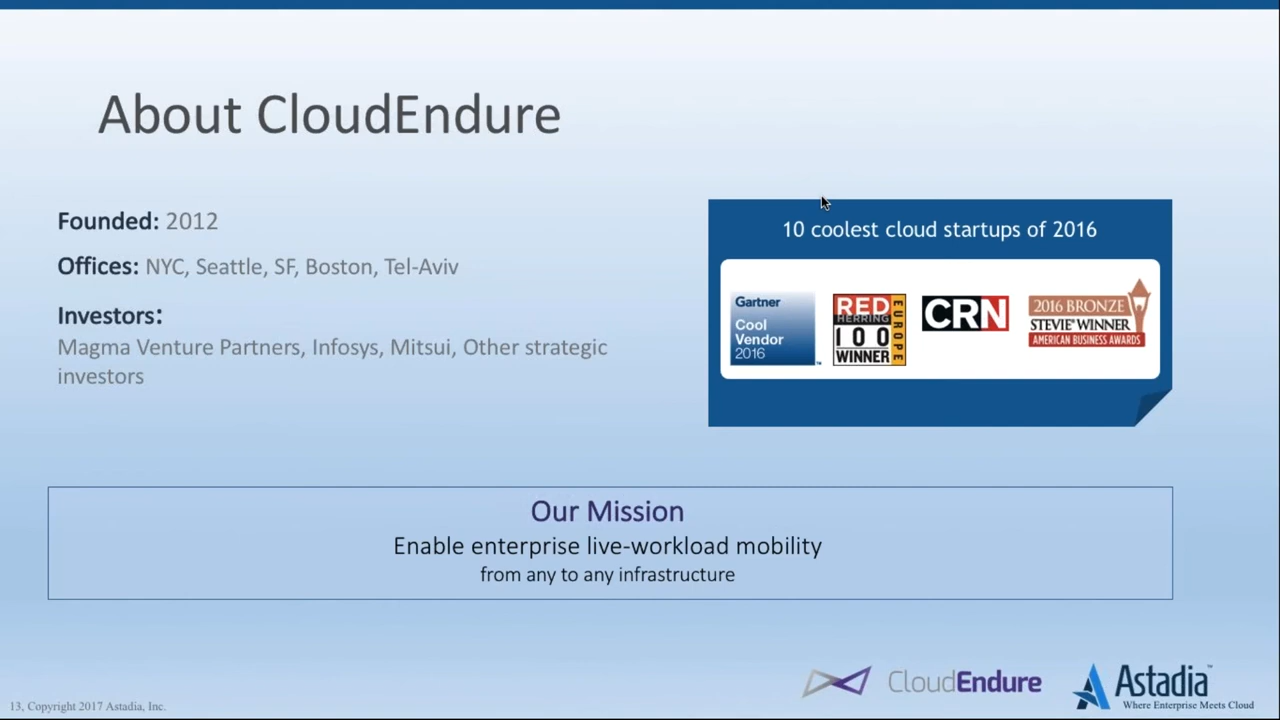 About CloudEndure
Founded: 2012
Offices: NYC, Seattle, SF, Boston, Tel-Aviv
Investors:
Magma Venture Partners, Infosys, Mitsui, Other strategic
investors
10 coolest cloud startups of 2016
Gartner
Cool
Vendor
2016
™
RED
HERRING
100
WINNER
EUROPE
CRN
2016 BRONZE
STEVIE® WINNER
AMERICAN BUSINESS AWARDS
Our Mission
Enable enterprise live-workload mobility
from any to any infrastructure
CloudEndure
Astadia™
Where Enterprise Meets Cloud
13, Copyright 2017 Astadia, Inc.